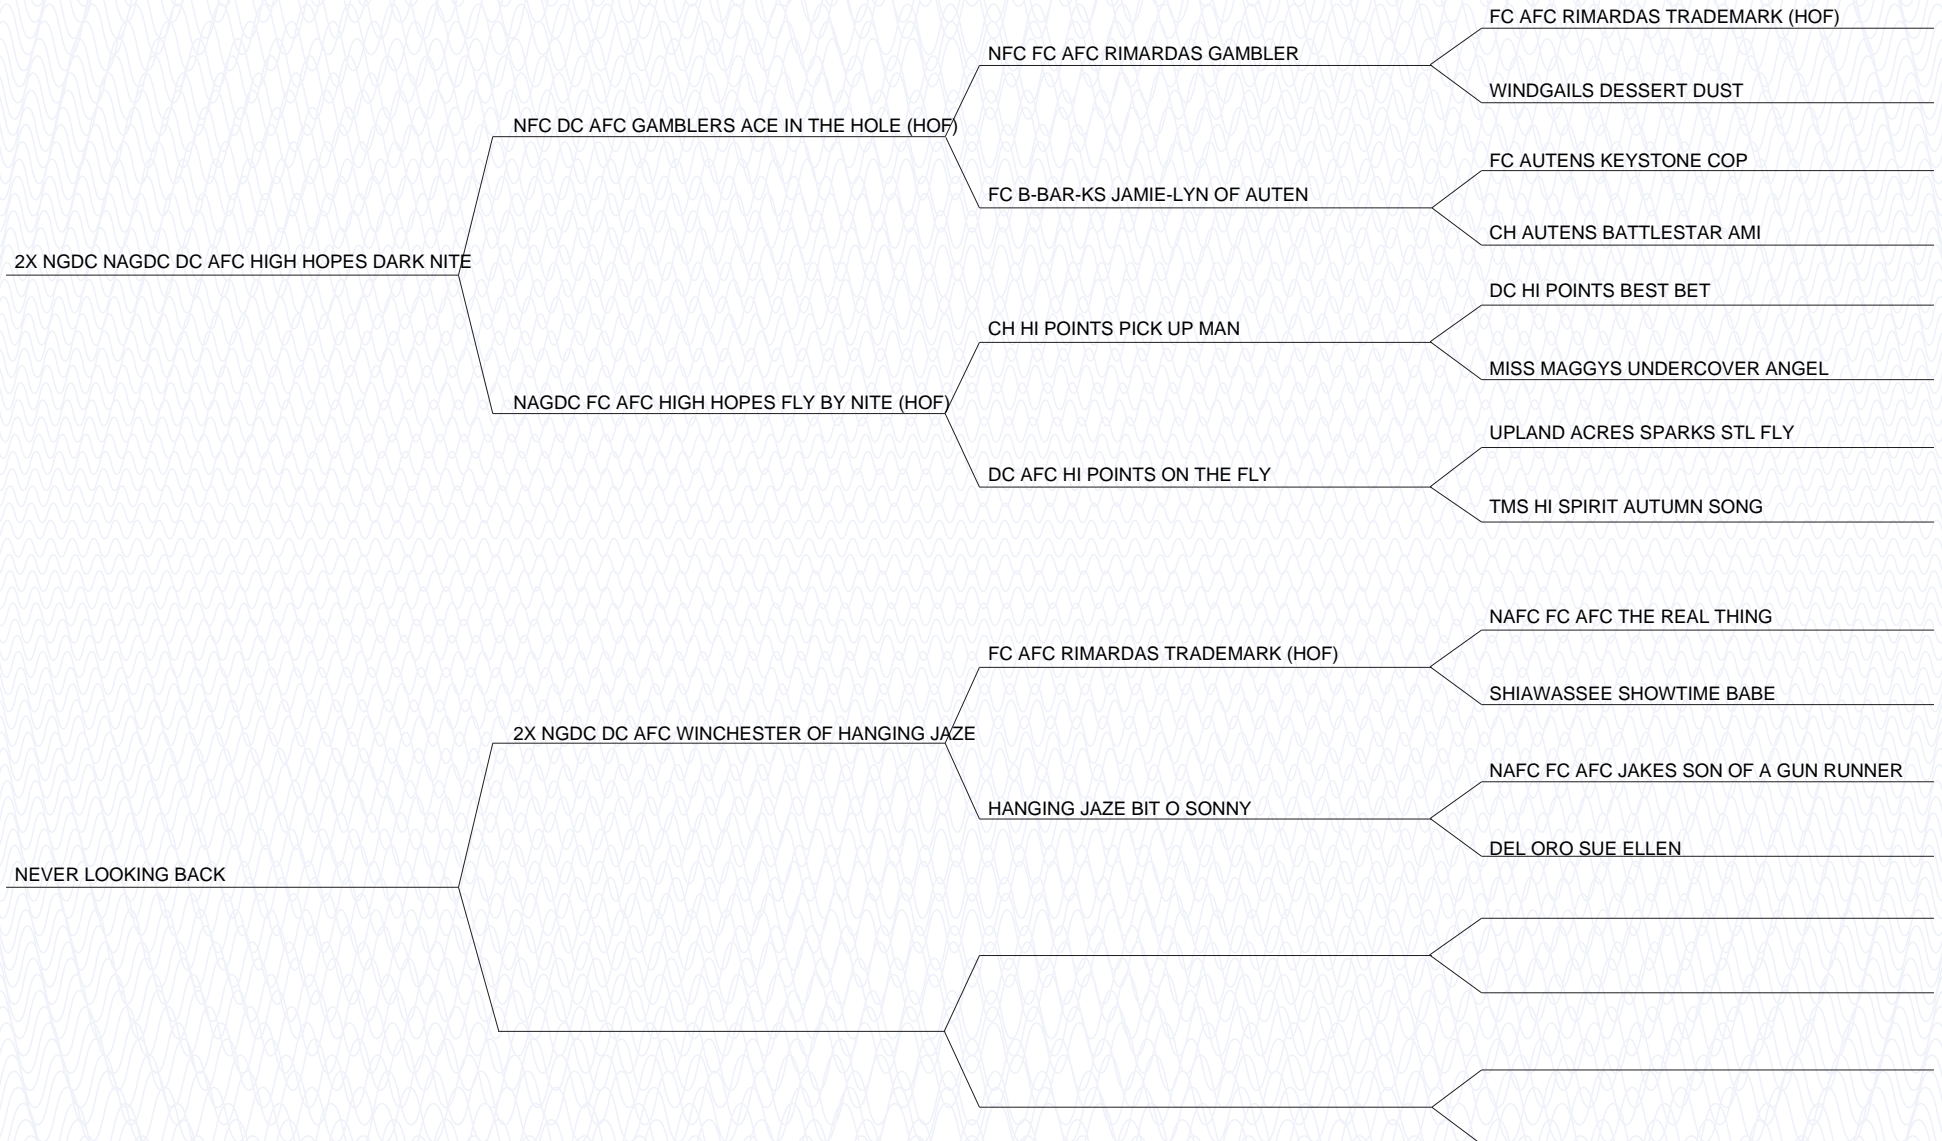 FC AFC RIMARDAS TRADEMARK (HOF)
NFC FC AFC RIMARDAS GAMBLER
WINDGAILS DESSERT DUST
NFC DC AFC GAMBLERS ACE IN THE HOLE (HOF)
FC AUTENS KEYSTONE COP
FC B-BAR-KS JAMIE-LYN OF AUTEN
CH AUTENS BATTLESTAR AMI
2X NGDC NAGDC DC AFC HIGH HOPES DARK NITE
DC HI POINTS BEST BET
CH HI POINTS PICK UP MAN
MISS MAGGYS UNDERCOVER ANGEL
NAGDC FC AFC HIGH HOPES FLY BY NITE (HOF)
UPLAND ACRES SPARKS STL FLY
DC AFC HI POINTS ON THE FLY
TMS HI SPIRIT AUTUMN SONG
NAFC FC AFC THE REAL THING
FC AFC RIMARDAS TRADEMARK (HOF)
SHIAWASSEE SHOWTIME BABE
2X NGDC DC AFC WINCHESTER OF HANGING JAZE
NAFC FC AFC JAKES SON OF A GUN RUNNER
HANGING JAZE BIT O SONNY
DEL ORO SUE ELLEN
NEVER LOOKING BACK